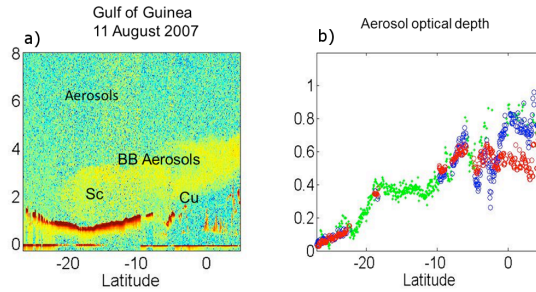 Gulf of Guinea
11 August 2007
a)
8
Aerosols
6
4
BB Aerosols
2
Sc
Cu
0
-20 -10 0
Latitude
b)
Aerosol optical depth
1
0.8
0.6
0.4
0.2
0
-20 -10 0
Latitude